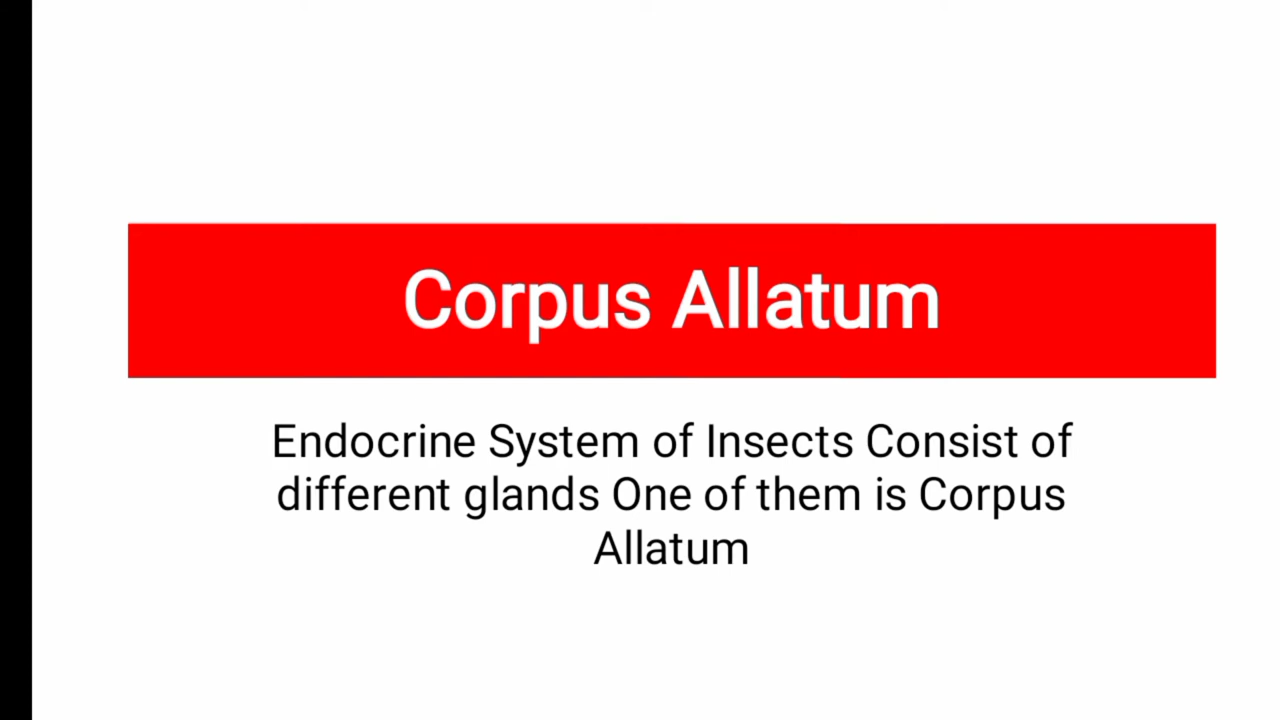 Corpus Allatum
Endocrine System of Insects Consist of
different glands One of them is Corpus
Allatum